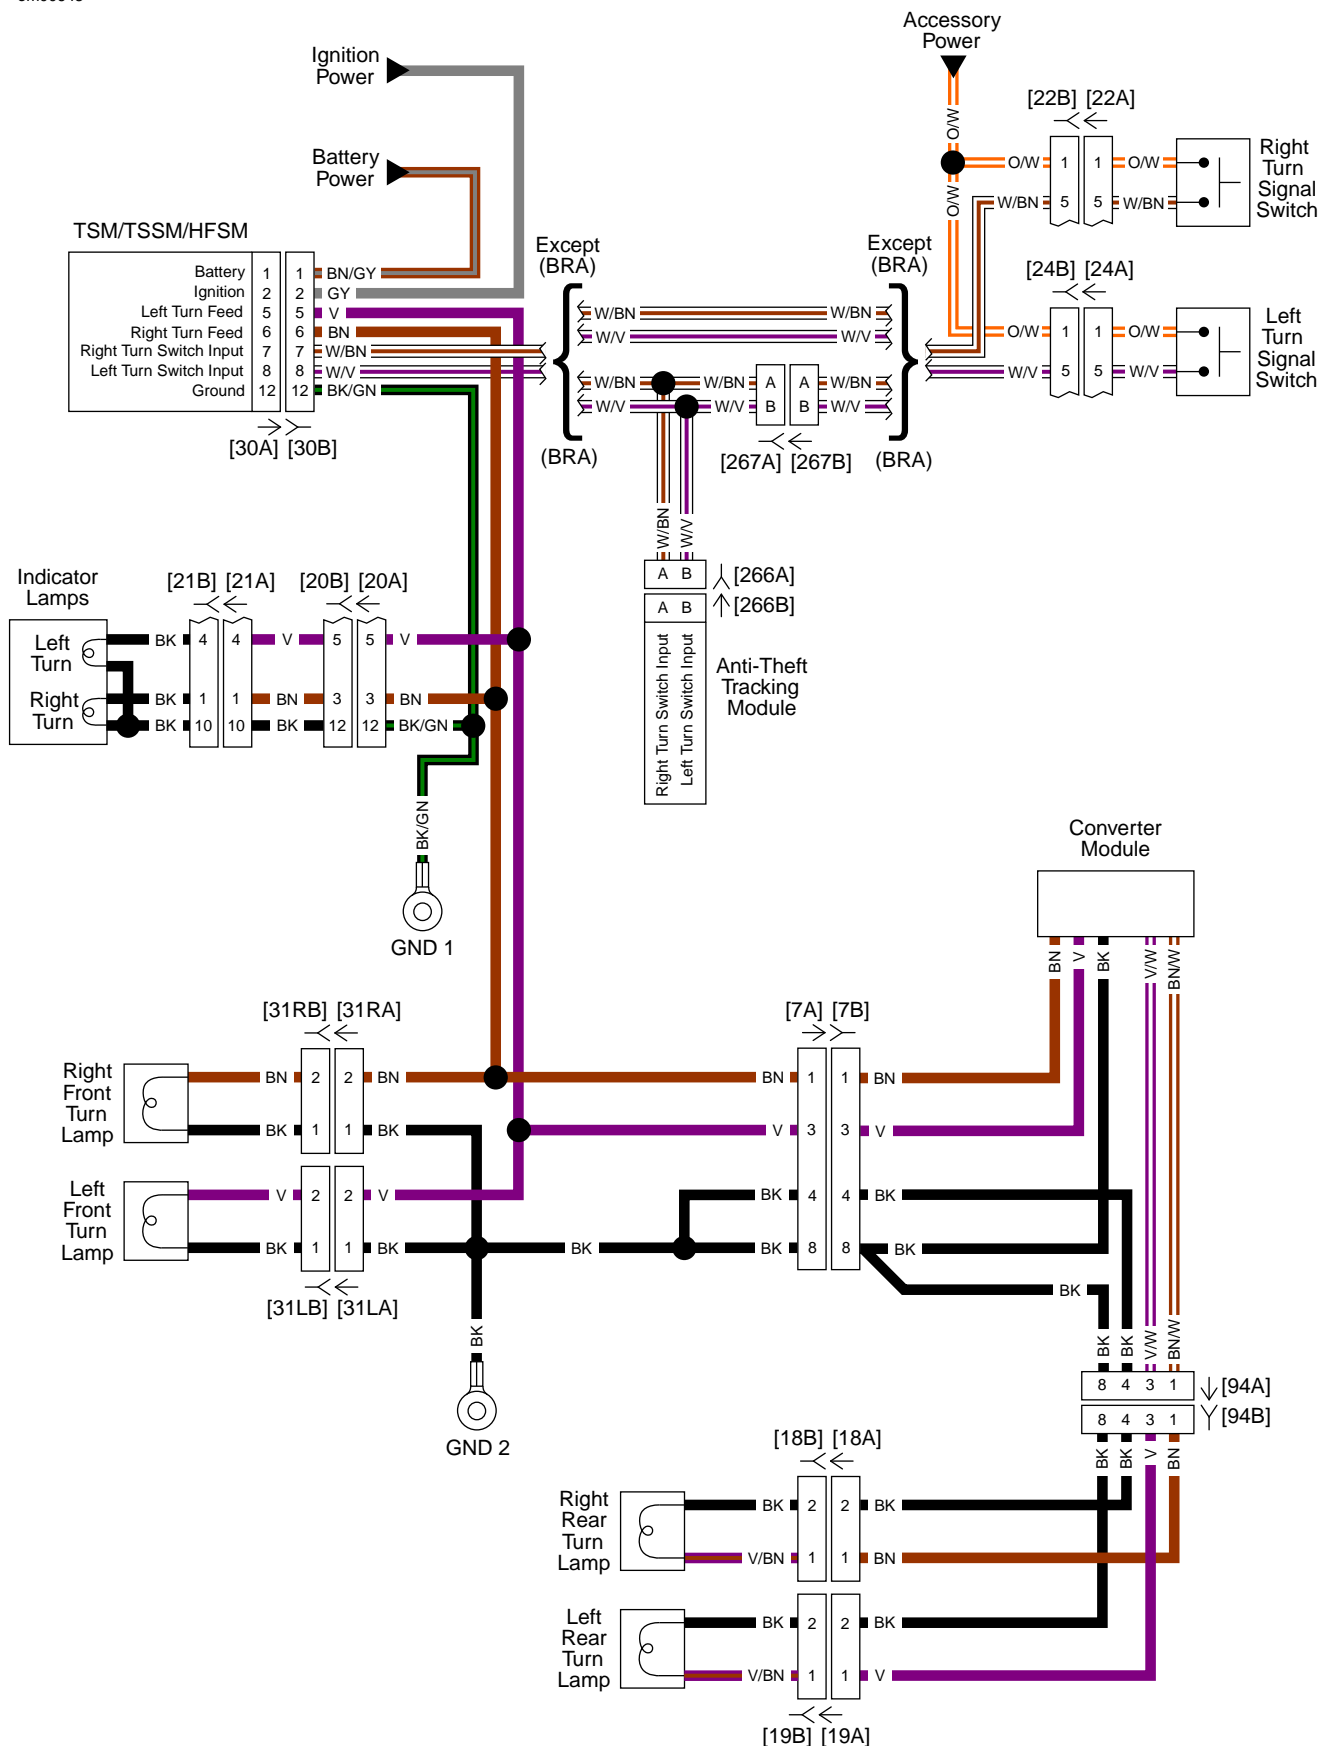 Accessory
Power
Ignition
Power
Battery
Power
O/W
O/W
[22B] [22A]
O/W 1 1 O/W
W/BN 5 5 W/BN
Right
Turn
Signal
Switch
[24B] [24A]
O/W 1 1 O/W
W/V 5 5 W/V
Left
Turn
Signal
Switch
TSM/TSSM/HFSM
Battery 1 1 BN/GY
Ignition 2 2 GY
Left Turn Feed 5 5 V
Right Turn Feed 6 6 BN
Right Turn Switch Input 7 7 W/BN
Left Turn Switch Input 8 8 W/V
Ground 12 12 BK/GN
[30A] [30B]
Except
(BRA)
Except
(BRA)
W/BN W/BN
W/V W/V
W/BN W/BN A A W/BN
W/V W/V B B W/V
(BRA)
[267A] [267B]
(BRA)
W/BN
W/V
A B [266A]
A B [266B]
Right Turn Switch Input
Left Turn Switch Input
Anti-Theft
Tracking
Module
Indicator
Lamps
[21B] [21A] [20B] [20A]
Left
Turn
BK 4 4 V 5 5 V
Right
Turn
BK 1 1 BN 3 3 BN
BK 10 10 BK 12 12 BK/GN
BK/GN
GND 1
Converter
Module
BN
V
BK
V/W
BN/W
[31RB] [31RA]
[7A] [7B]
Right
Front
Turn
Lamp
BN 2 2 BN
BK 1 1 BK
BN 1 1 BN
V 3 3 V
Left
Front
Turn
Lamp
V 2 2 V
BK 1 1 BK
BK
BK 4 4 BK
BK 8 8 BK
BK
[31LB] [31LA]
BK
GND 2
BK
BK
V/W
BN/W
8 4 3 1 [94A]
8 4 3 1 [94B]
BK
BK
V
BN
[18B] [18A]
Right
Rear
Turn
Lamp
BK 2 2 BK
V/BN 1 1 BN
Left
Rear
Turn
Lamp
BK 2 2 BK
V/BN 1 1 V
[19B] [19A]